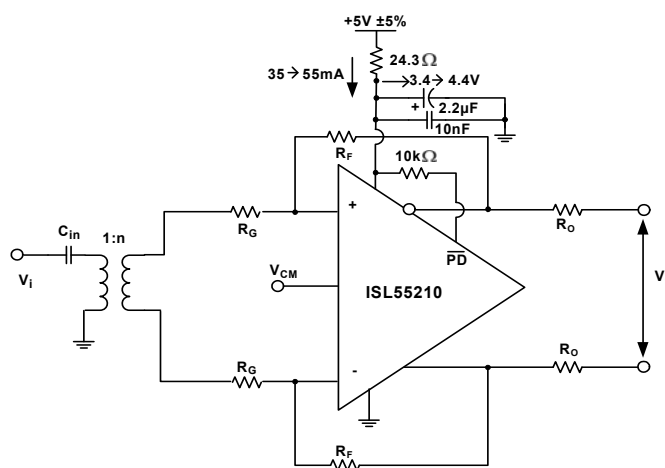 +5V ±5%
24.3Ω
35→55mA
3.4→4.4V
+
2.2µF
10nF
RF
10kΩ
Cin
1:n
RG
+
RO
PD
Vi
VCM
ISL55210
V
RG
-
RO
RF